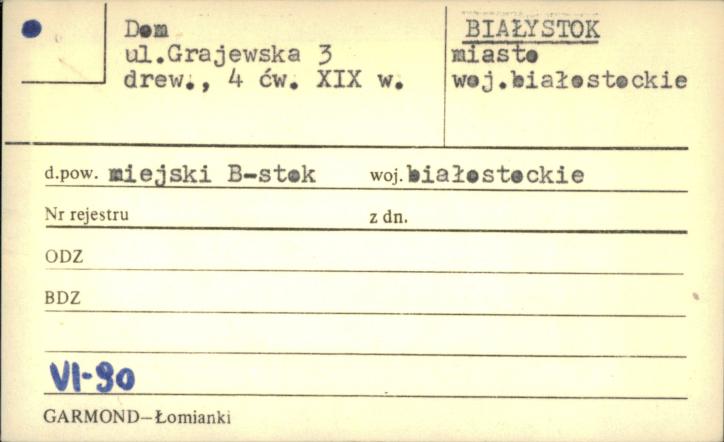 Dom
ul.Grajewska 3
drew., 4 ćw. XIX w.
BIAŁYSTOK
miasto
woj.białostockie
d.pow. miejski B-stok woj. białostockie
Nr rejestru z dn.
ODZ
BDZ
VI-90
GARMOND—Łomianki